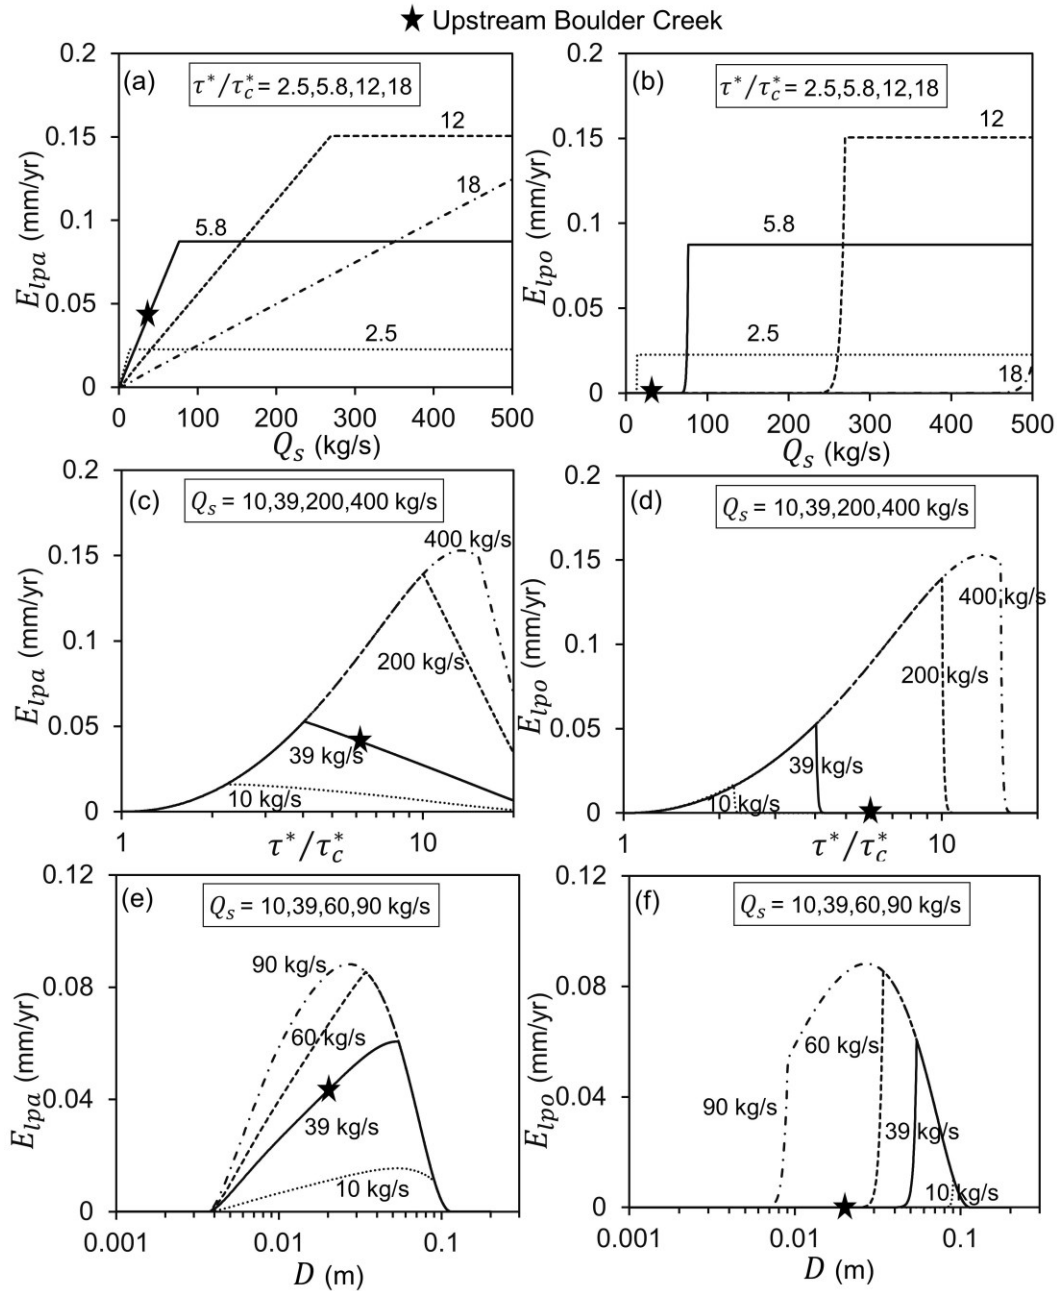 ★ Upstream Boulder Creek
(a)
τ*/τ*c = 2.5,5.8,12,18
Elpa (mm/yr)
0.2
0.15
0.1
0.05
0
12
18
5.8
2.5
0 100 200 300 400 500
Qs (kg/s)
(b)
τ*/τ*c = 2.5,5.8,12,18
Elpo (mm/yr)
0.2
0.15
0.1
0.05
0
12
5.8
2.5
18
0 100 200 300 400 500
Qs (kg/s)
(c)
Qs = 10,39,200,400 kg/s
Elpa (mm/yr)
0.2
0.15
0.1
0.05
0
400 kg/s
200 kg/s
39 kg/s
10 kg/s
1 10
τ*/τ*c
(d)
Qs = 10,39,200,400 kg/s
Elpo (mm/yr)
0.2
0.15
0.1
0.05
0
400 kg/s
200 kg/s
39 kg/s
10 kg/s
1 10
τ*/τ*c
(e)
Qs = 10,39,60,90 kg/s
Elpa (mm/yr)
0.12
0.08
0.04
0
90 kg/s
60 kg/s
39 kg/s
10 kg/s
0.001 0.01 0.1
D (m)
(f)
Qs = 10,39,60,90 kg/s
Elpo (mm/yr)
0.12
0.08
0.04
0
60 kg/s
90 kg/s
39 kg/s
10 kg/s
0.001 0.01 0.1
D (m)